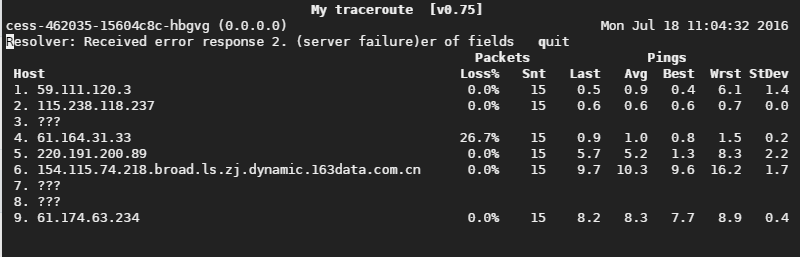 My traceroute [v0.75]
cess-462035-15604c8c-hbgvg (0.0.0.0) Mon Jul 18 11:04:32 2016
Resolver: Received error response 2. (server failure)er of fields quit
Packets Pings
Host Loss% Snt Last Avg Best Wrst StDev
1. 59.111.120.3 0.0% 15 0.5 0.9 0.4 6.1 1.4
2. 115.238.118.237 0.0% 15 0.6 0.6 0.6 0.7 0.0
3. ???
4. 61.164.31.33 26.7% 15 0.9 1.0 0.8 1.5 0.2
5. 220.191.200.89 0.0% 15 5.7 5.2 1.3 8.3 2.2
6. 154.115.74.218.broad.ls.zj.dynamic.163data.com.cn 0.0% 15 9.7 10.3 9.6 16.2 1.7
7. ???
8. ???
9. 61.174.63.234 0.0% 15 8.2 8.3 7.7 8.9 0.4